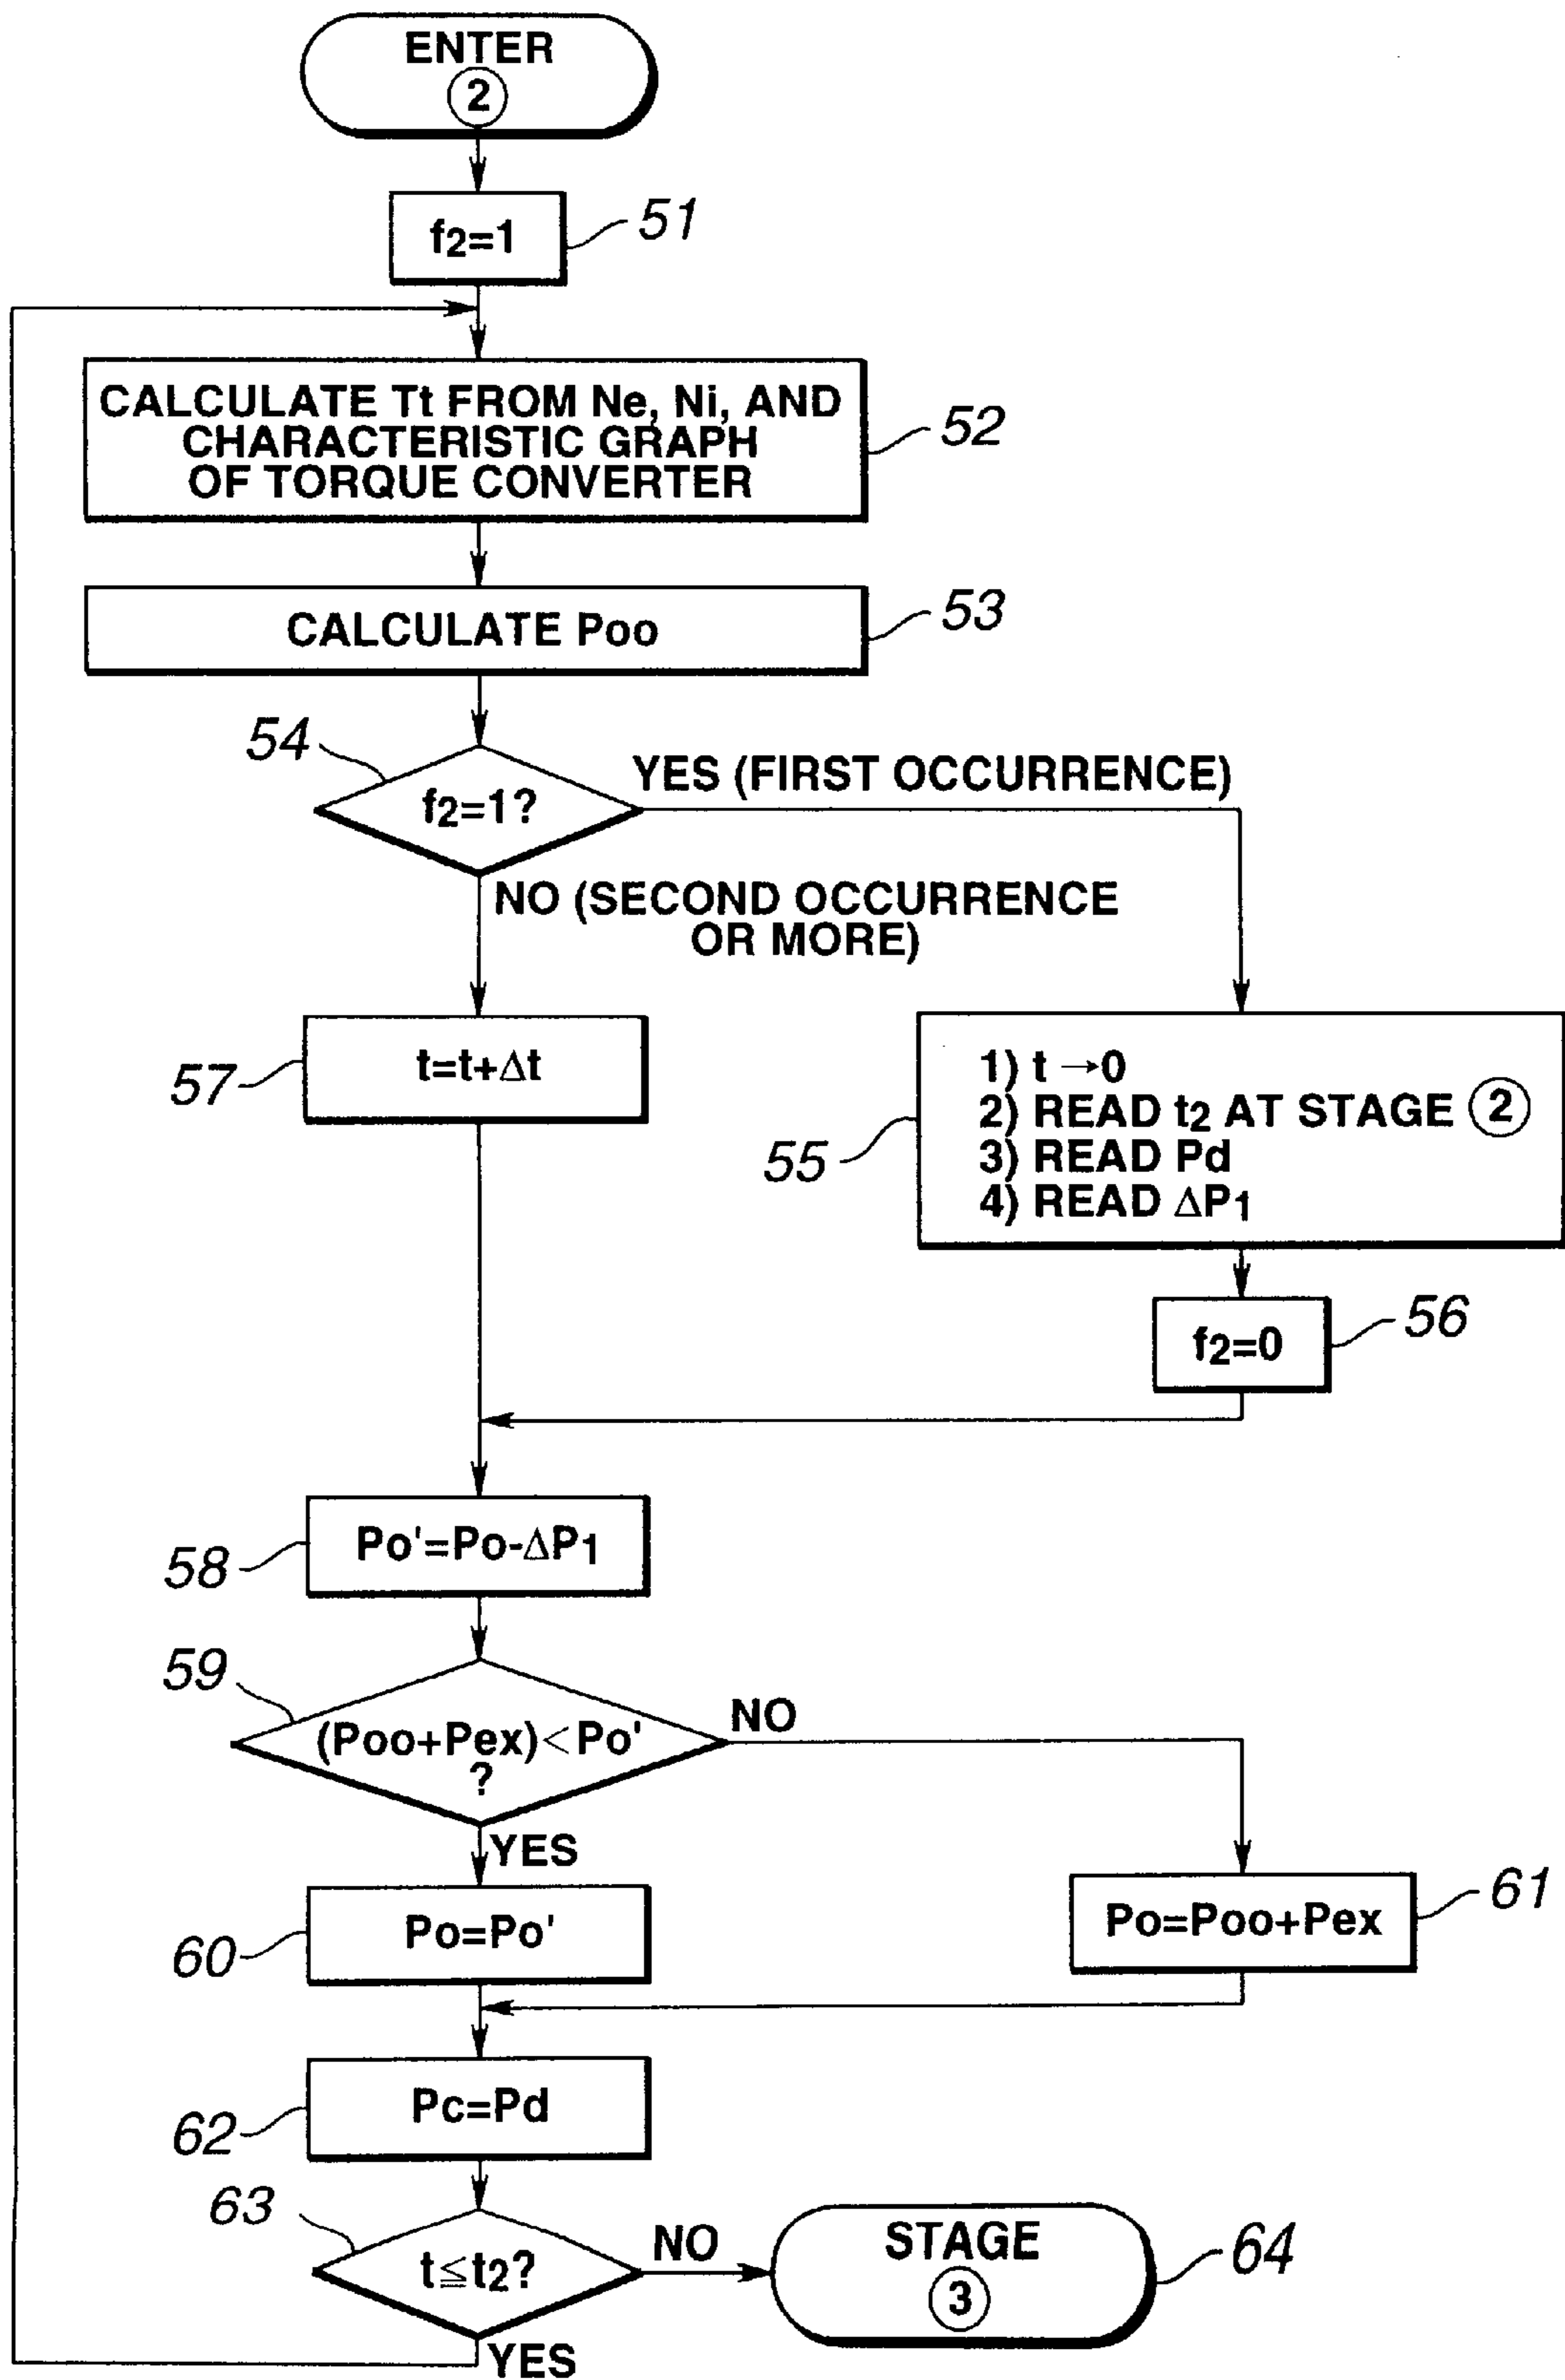 ENTER
②
f2=1
51
CALCULATE Tt FROM Ne, Ni, AND
CHARACTERISTIC GRAPH
OF TORQUE CONVERTER
52
CALCULATE Poo
53
54
f2=1?
YES (FIRST OCCURRENCE)
NO (SECOND OCCURRENCE
OR MORE)
t=t+Δt
57
1) t →0
2) READ t2 AT STAGE ②
3) READ Pd
4) READ ΔP1
55
f2=0
56
Po'=Po-ΔP1
58
59
(Poo+Pex)<Po'
?
NO
YES
Po=Po'
60
Po=Poo+Pex
61
Pc=Pd
62
63
t≦t2?
NO
YES
STAGE
③
64